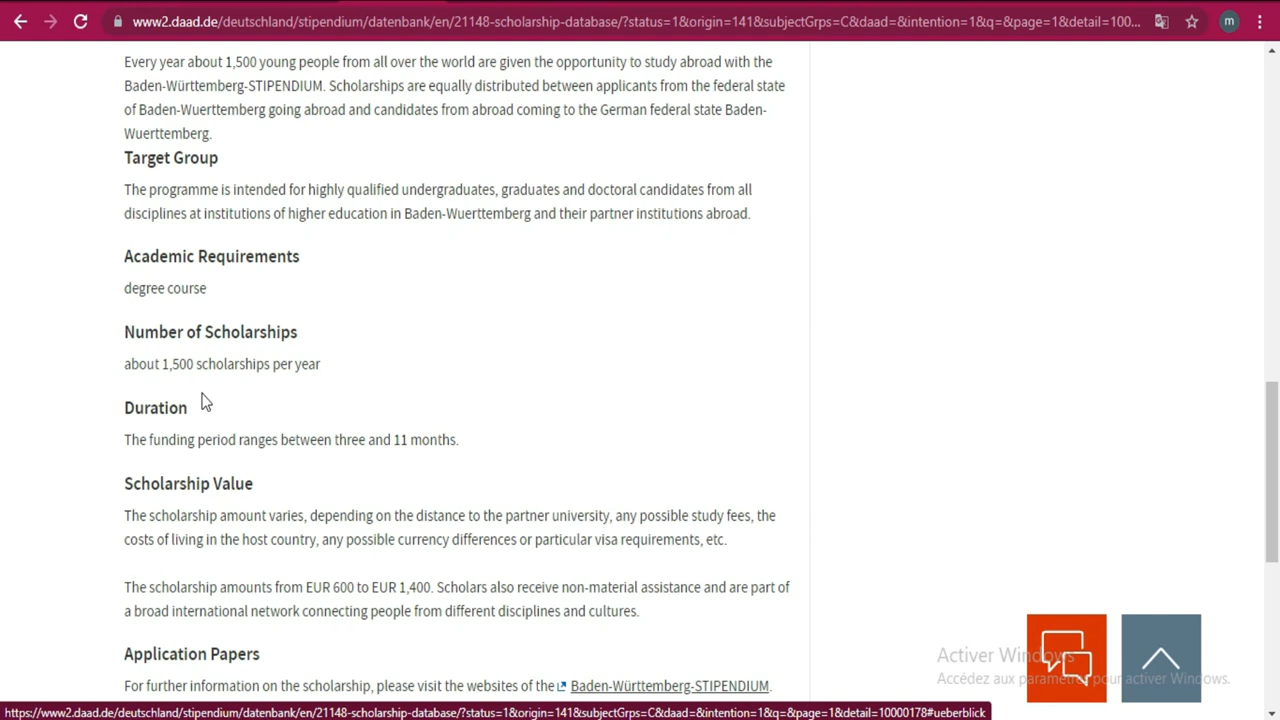 www2.daad.de/deutschland/stipendium/datenbank/en/21148-scholarship-database/?status=1&origin=141&subjectGrps=C&daad=&intention=1&q=&page=1&detail=100...
m
Every year about 1,500 young people from all over the world are given the opportunity to study abroad with the
Baden-Württemberg-STIPENDIUM. Scholarships are equally distributed between applicants from the federal state
of Baden-Wuerttemberg going abroad and candidates from abroad coming to the German federal state Baden-
Wuerttemberg.
Target Group
The programme is intended for highly qualified undergraduates, graduates and doctoral candidates from all
disciplines at institutions of higher education in Baden-Wuerttemberg and their partner institutions abroad.
Academic Requirements
degree course
Number of Scholarships
about 1,500 scholarships per year
Duration
The funding period ranges between three and 11 months.
Scholarship Value
The scholarship amount varies, depending on the distance to the partner university, any possible study fees, the
costs of living in the host country, any possible currency differences or particular visa requirements, etc.
The scholarship amounts from EUR 600 to EUR 1,400. Scholars also receive non-material assistance and are part of
a broad international network connecting people from different disciplines and cultures.
Application Papers
For further information on the scholarship, please visit the websites of the Baden-Württemberg-STIPENDIUM.
Activer Windows
Accédez aux paramètres pour activer Windows.
https://www2.daad.de/deutschland/stipendium/datenbank/en/21148-scholarship-database/?status=1&origin=141&subjectGrps=C&daad=&intention=1&q=&page=1&detail=10000178#ueberblick